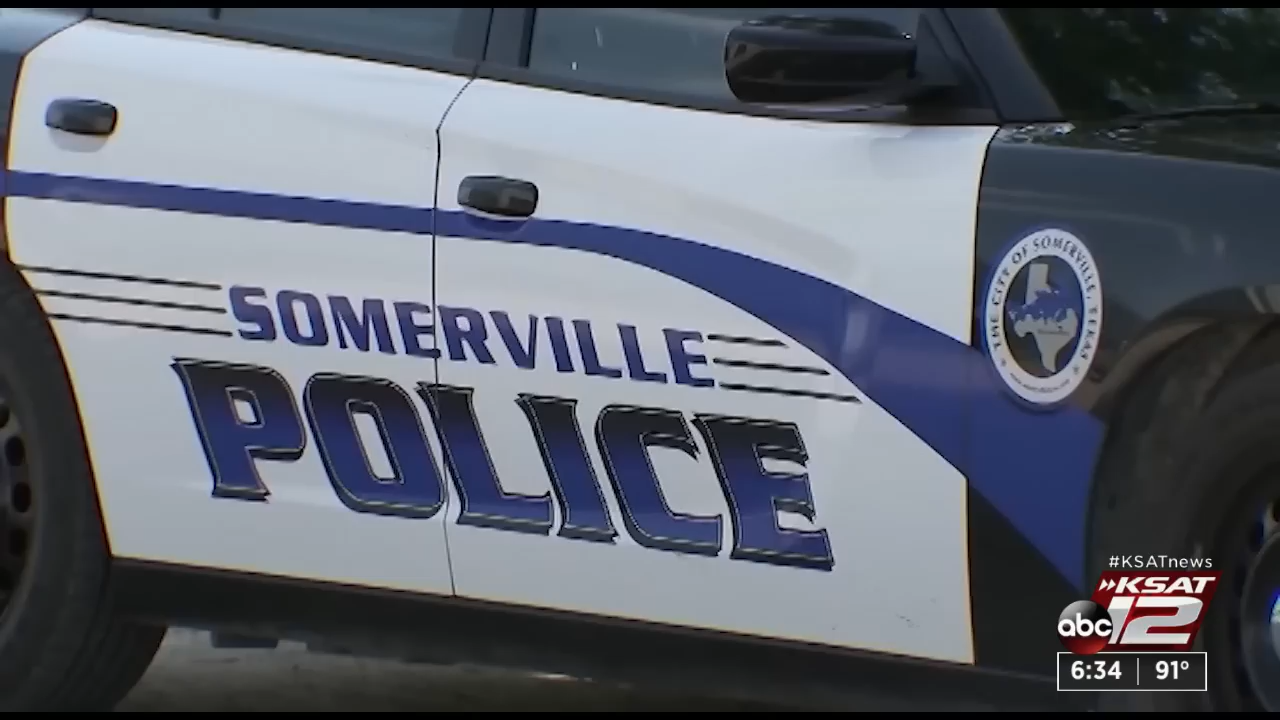 SOMERVILLE
POLICE
THE CITY OF SOMERVILLE, TEXAS
#KSATnews
KSAT
abc 12
6:34 91°